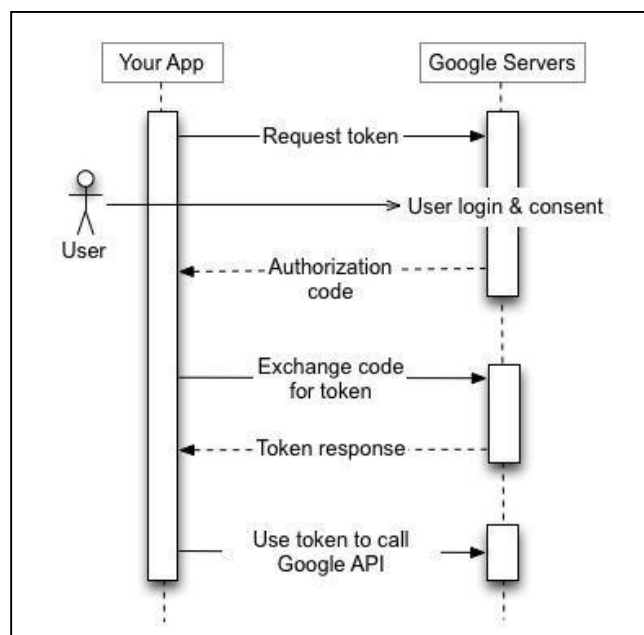 Your App
Google Servers
Request token
User login & consent
User
Authorization
code
Exchange code
for token
Token response
Use token to call
Google API